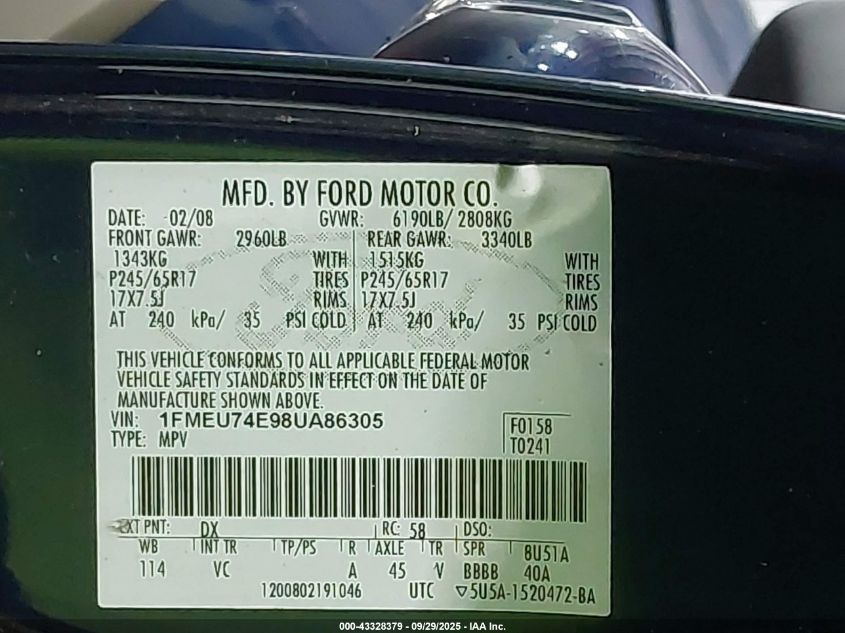 MFD. BY FORD MOTOR CO.
DATE: 02/08 GVWR: 6190LB/ 2808KG
FRONT GAWR: 2960LB REAR GAWR: 3340LB
1343KG WITH 1515KG WITH
P245/65R17 TIRES P245/65R17 TIRES
17X7.5J RIMS 17X7.5J RIMS
AT 240 kPa/ 35 PSI COLD AT 240 kPa/ 35 PSI COLD
THIS VEHICLE CONFORMS TO ALL APPLICABLE FEDERAL MOTOR
VEHICLE SAFETY STANDARDS IN EFFECT ON THE DATE OF
MANUFACTURE SHOWN ABOVE.
VIN: 1FMEU74E98UA86305 F0158
TYPE: MPV T0241
EXT PNT: DX RC: 58 DSO:
WB INT TR TP/PS R AXLE TR SPR 8U51A
114 VC A 45 V BBBB 40A
1200802191046 UTC ▽5U5A-1520472-BA
000-43328379 - 09/29/2025 - IAA Inc.